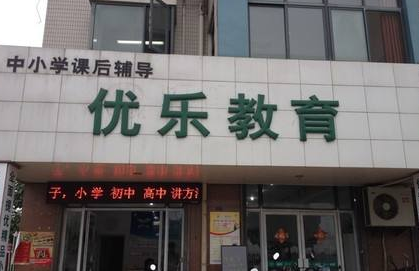 中小学课后辅导
优乐教育
子，小学 初中 高中 讲方法